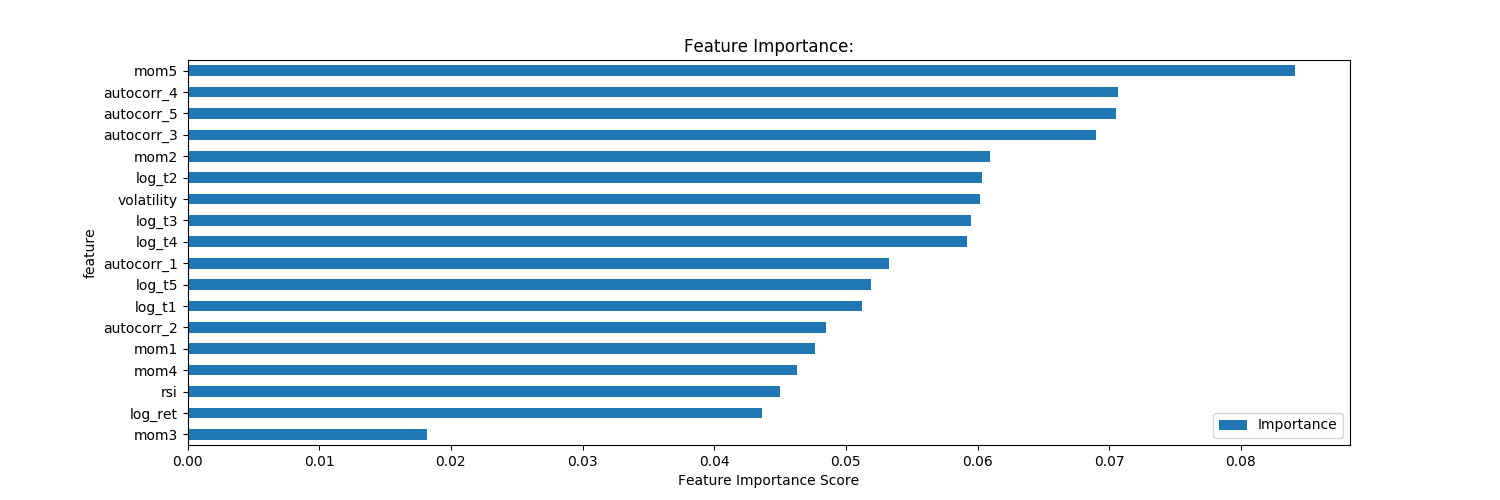 Feature Importance:
feature
mom5
autocorr_4
autocorr_5
autocorr_3
mom2
log_t2
volatility
log_t3
log_t4
autocorr_1
log_t5
log_t1
autocorr_2
mom1
mom4
rsi
log_ret
mom3
Importance
0.00 0.01 0.02 0.03 0.04 0.05 0.06 0.07 0.08
Feature Importance Score